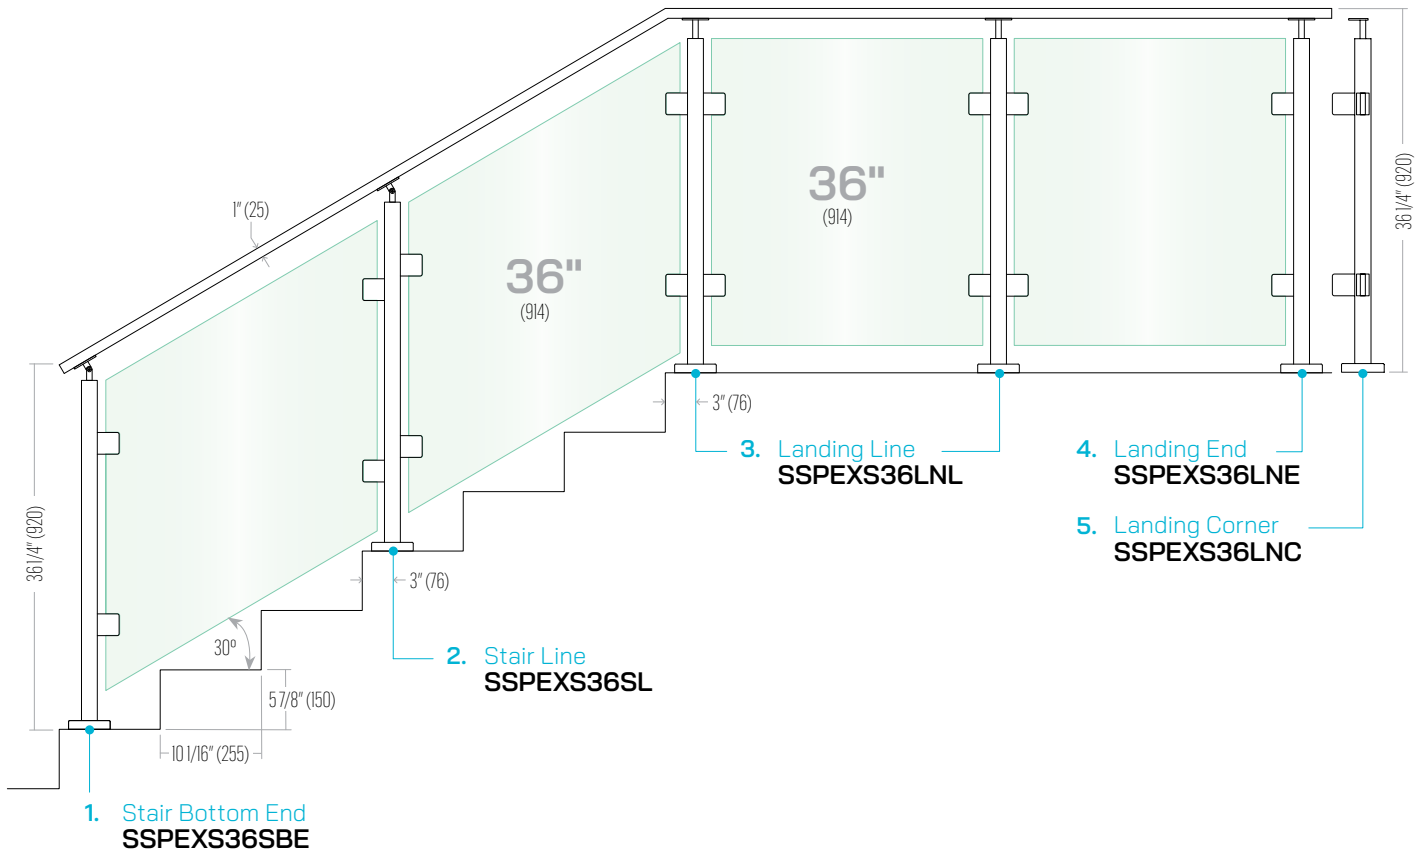 1" (25)
36"
(914)
36"
(914)
36 1/4" (920)
3" (76)
3. Landing Line
SSPEXS36LNL
4. Landing End
SSPEXS36LNE
5. Landing Corner
SSPEXS36LNC
36 1/4" (920)
3" (76)
30º
2. Stair Line
SSPEXS36SL
5 7/8" (150)
10 1/16" (255)
1. Stair Bottom End
SSPEXS36SBE